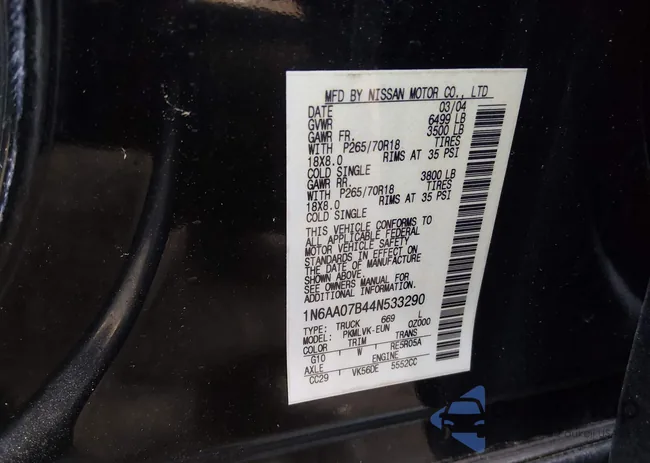 MFD BY NISSAN MOTOR CO., LTD
DATE 03/04
GVWR 6499 LB
GAWR FR. 3500 LB
WITH P265/70R18 TIRES
18X8.0 RIMS AT 35 PSI
COLD SINGLE
GAWR RR. 3800 LB
WITH P265/70R18 TIRES
18X8.0 RIMS AT 35 PSI
COLD SINGLE
THIS VEHICLE CONFORMS TO
ALL APPLICABLE FEDERAL
MOTOR VEHICLE SAFETY
STANDARDS IN EFFECT ON
THE DATE OF MANUFACTURE
SHOWN ABOVE.
SEE OWNERS MANUAL FOR
ADDITIONAL INFORMATION.
1N6AA07B44N533290
TYPE: TRUCK 669 L
MODEL: PKMLVK-EUN 0Z000
COLOR TRIM TRANS
G10 W RE5R05A
AXLE ENGINE
CC29 VK56DE 5552CC